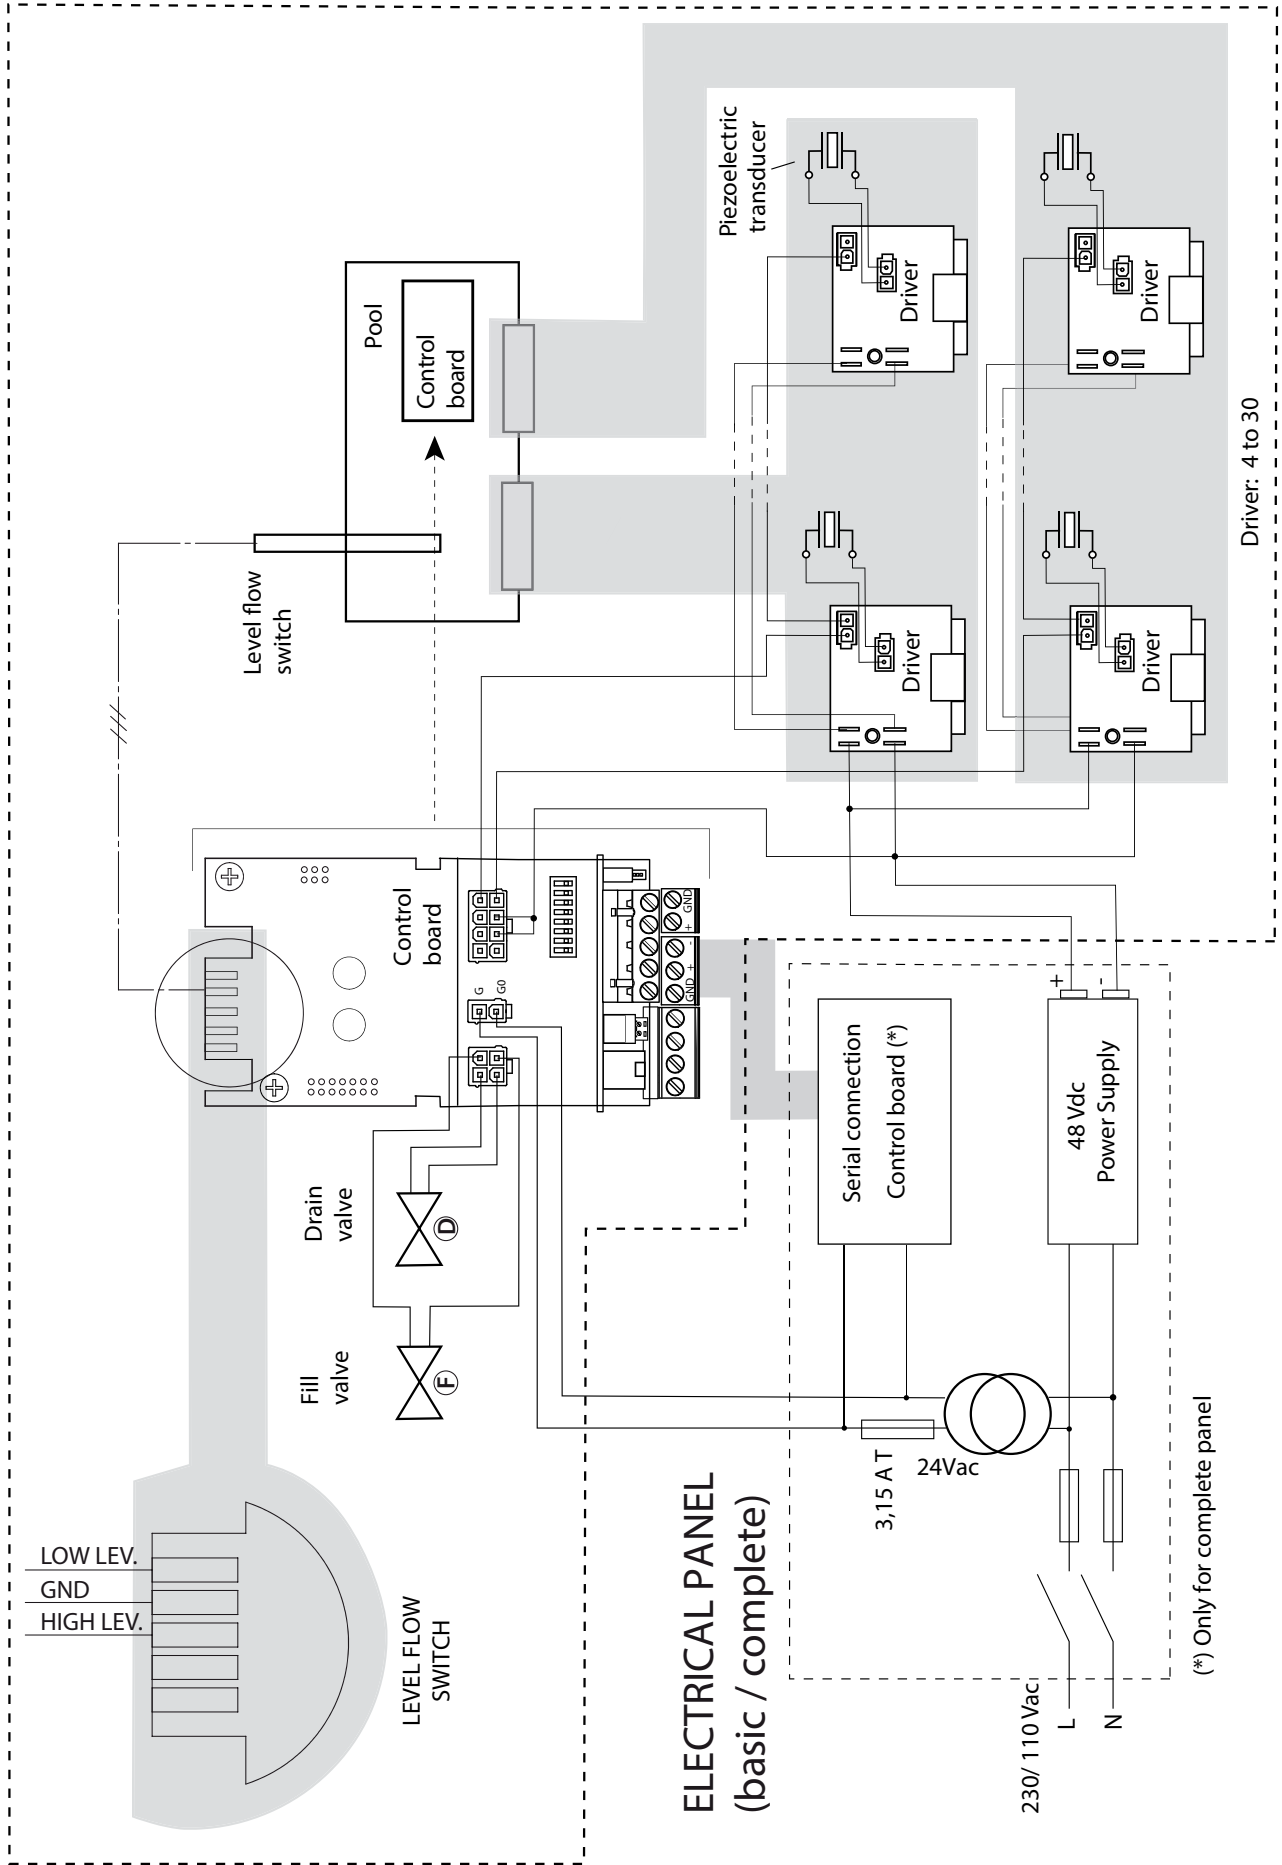 LOW LEV.
GND
HIGH LEV.
LEVEL FLOW
SWITCH
Fill
valve
F
Drain
valve
D
Control
board
G
G0
GND
+
-
+
GND
Level flow
switch
Pool
Control
board
Piezoelectric
transducer
Driver
Driver
Driver
Driver
Driver: 4 to 30
ELECTRICAL PANEL
(basic / complete)
230/ 110 Vac
L
N
3,15 A T
24Vac
Serial connection
Control board (*)
48 Vdc
Power Supply
+
-
(*) Only for complete panel